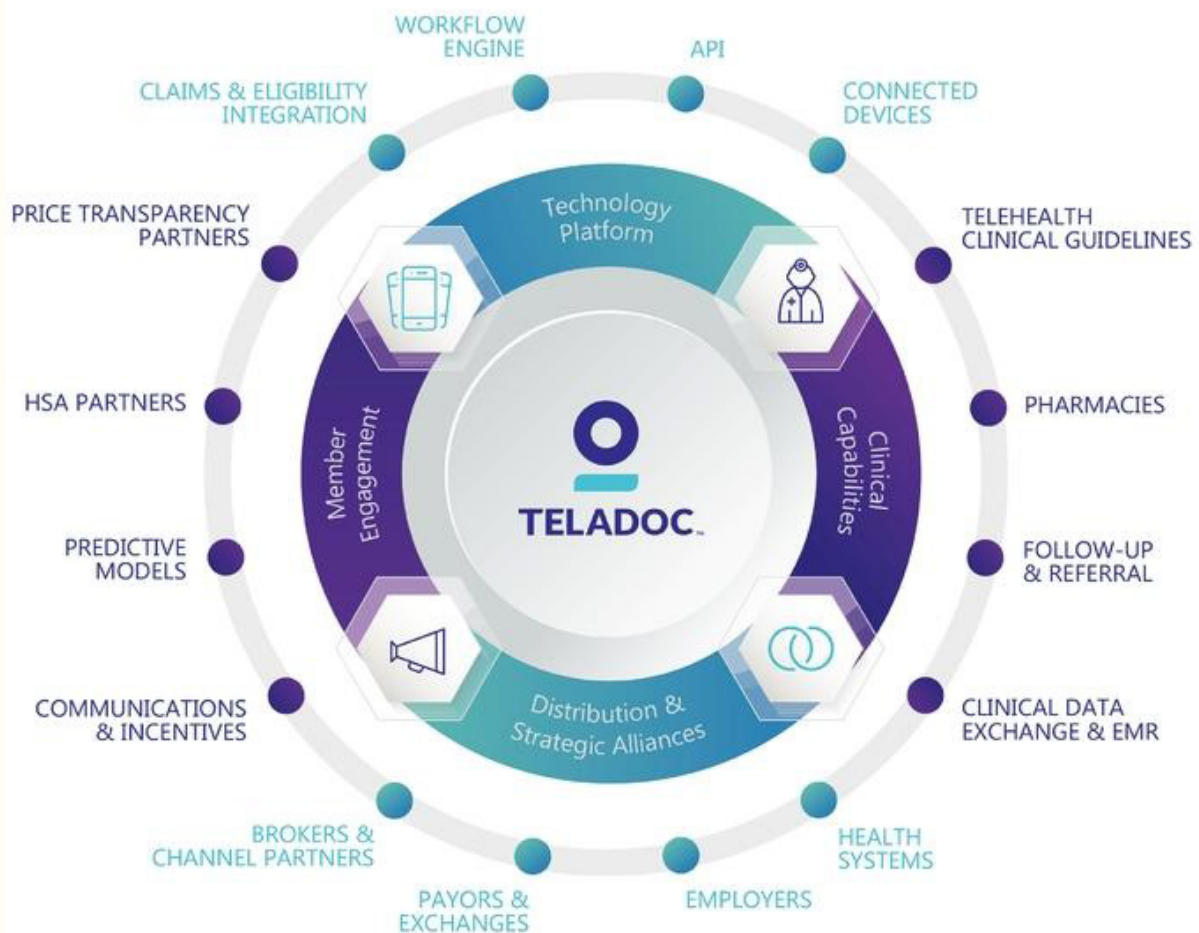 WORKFLOW
ENGINE
API
CLAIMS & ELIGIBILITY
INTEGRATION
CONNECTED
DEVICES
PRICE TRANSPARENCY
PARTNERS
TELEHEALTH
CLINICAL GUIDELINES
Technology
Platform
HSA PARTNERS
PHARMACIES
Member
Engagement
Clinical
Capabilities
TELADOC™
PREDICTIVE
MODELS
FOLLOW-UP
& REFERRAL
COMMUNICATIONS
& INCENTIVES
CLINICAL DATA
EXCHANGE & EMR
Distribution &
Strategic Alliances
BROKERS &
CHANNEL PARTNERS
HEALTH
SYSTEMS
PAYORS &
EXCHANGES
EMPLOYERS